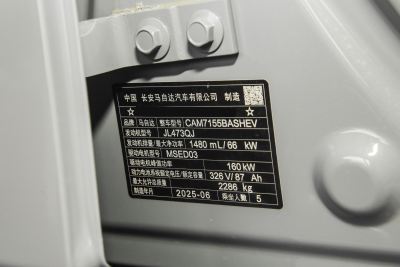 中国 长安马自达汽车有限公司 制造
☆ ☆
品牌 马自达 整车型号 CAM7155BASHEV
发动机型号 JL473QJ
发动机排量/最大净功率 1480 mL/66 kW
驱动电机型号 MSED03
驱动电机峰值功率 160 kW
动力电池系统额定电压/额定容量 326 V/87 Ah
最大允许总质量 2286 kg
制造年月 2025-06 乘坐人数 5